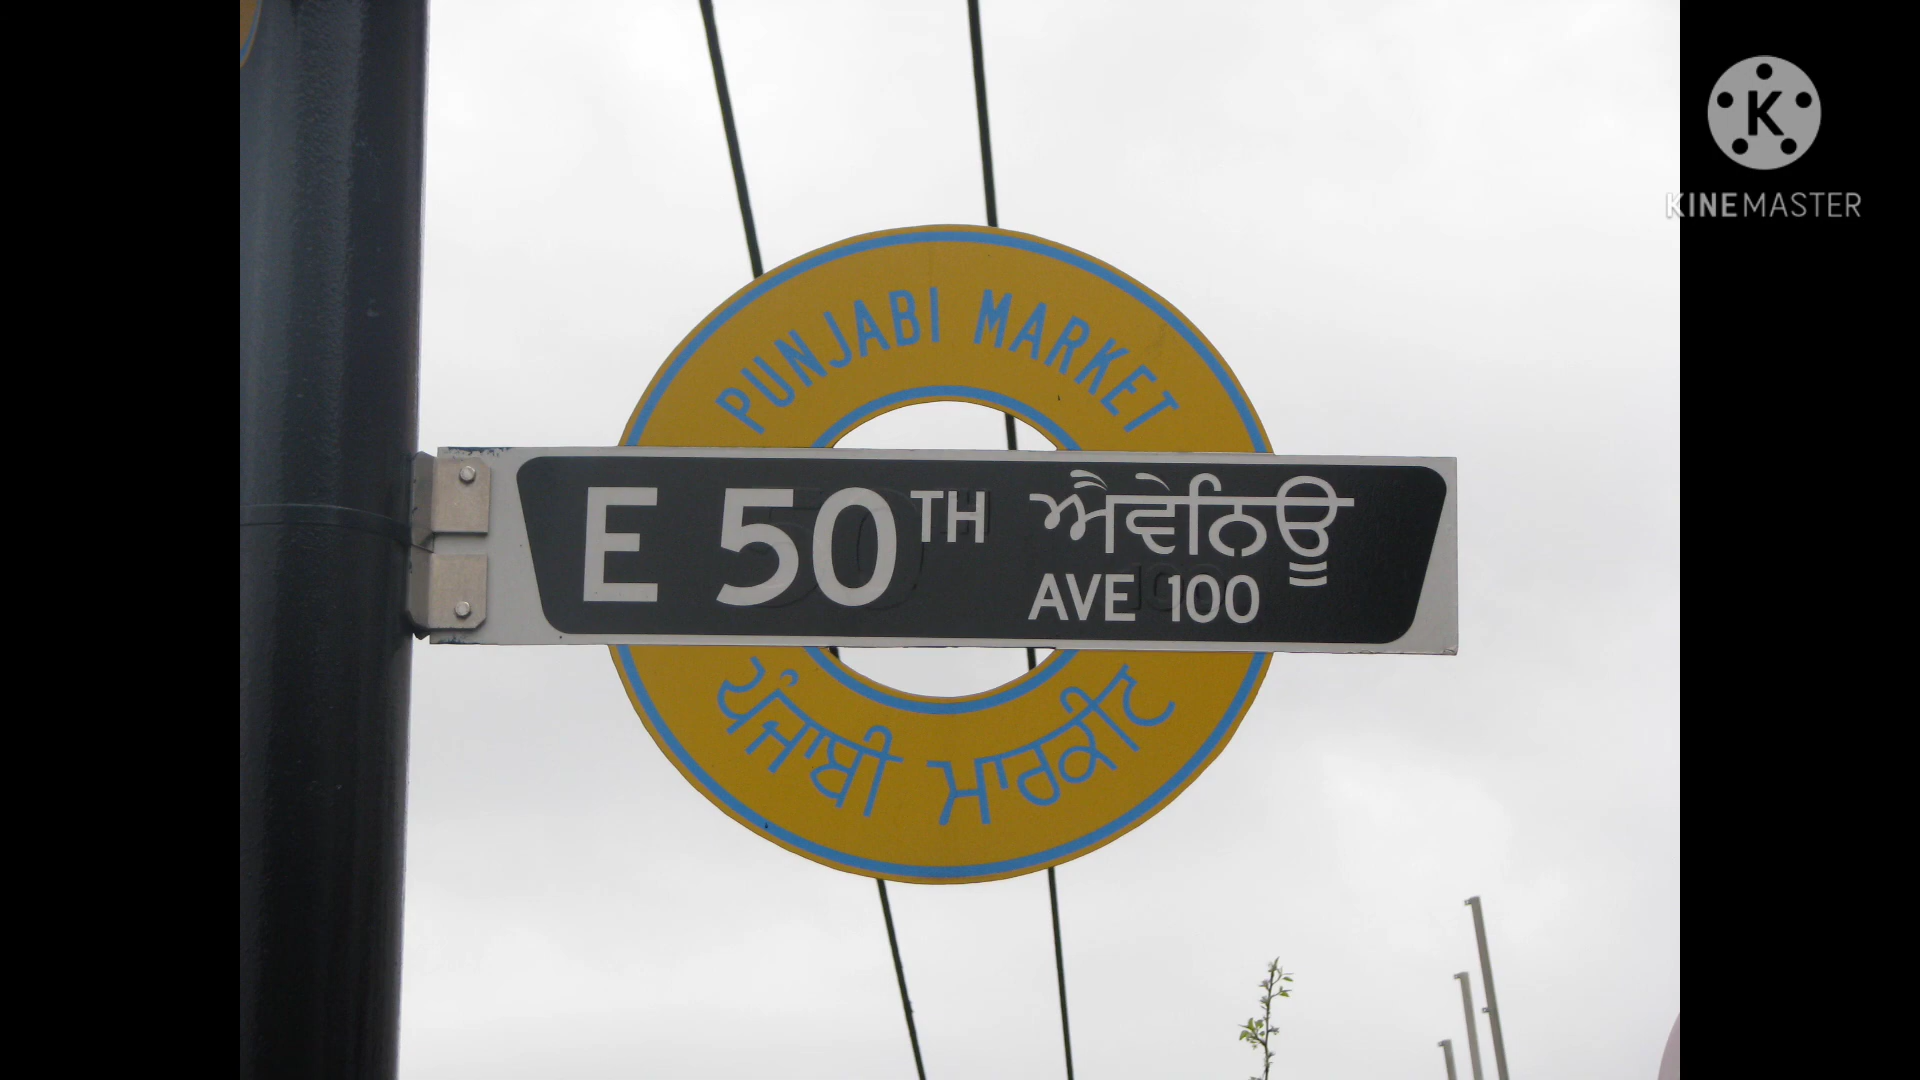 K
KINEMASTER
PUNJABI MARKET
E 50TH ਐਵੇਨਿਊ
AVE 100
ਪੰਜਾਬੀ ਮਾਰਕੀਟ